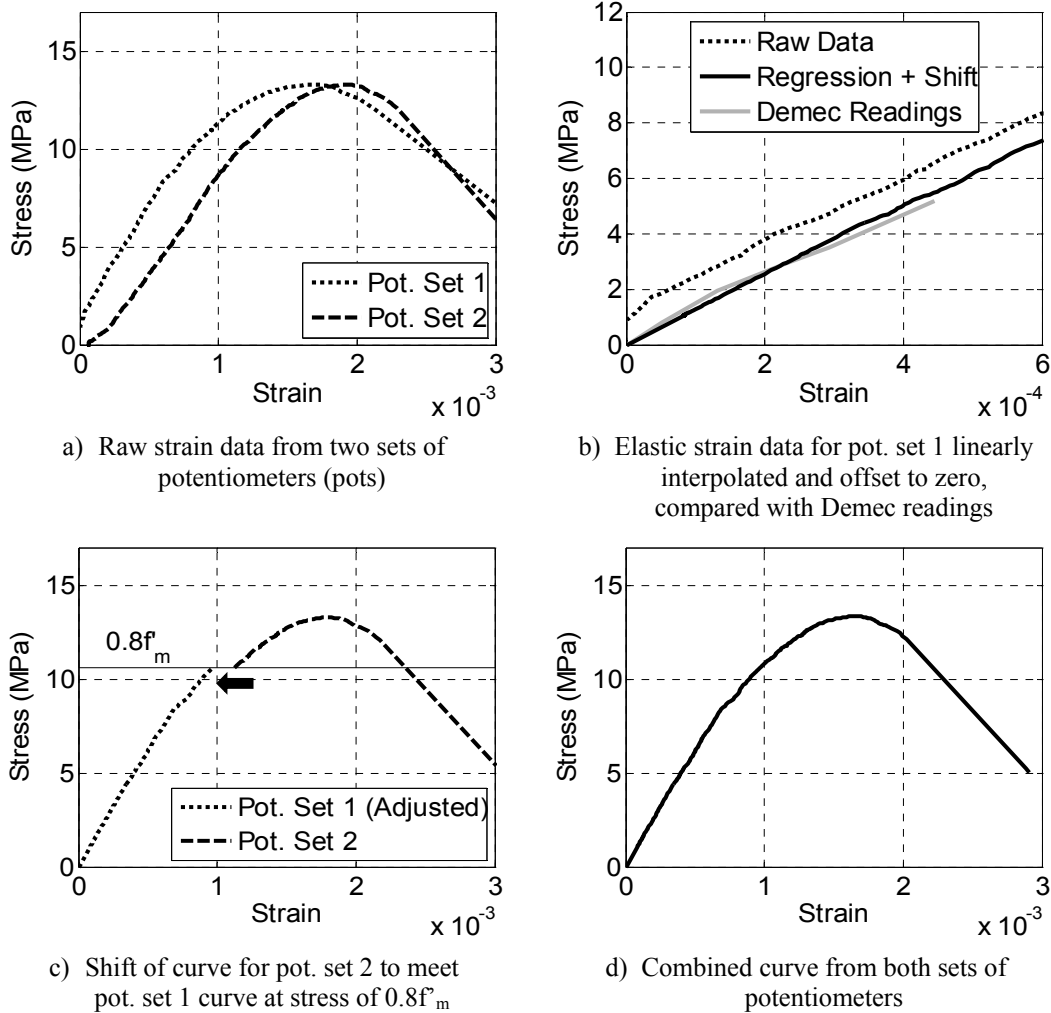 15
10
5
0
0
1
2
3
Stress (MPa)
Strain
x 10⁻³
Pot. Set 1
Pot. Set 2
a) Raw strain data from two sets of
potentiometers (pots)
12
10
8
6
4
2
0
0
2
4
6
Stress (MPa)
Strain
x 10⁻⁴
Raw Data
Regression + Shift
Demec Readings
b) Elastic strain data for pot. set 1 linearly
interpolated and offset to zero,
compared with Demec readings
15
10
5
0
0
1
2
3
Stress (MPa)
Strain
x 10⁻³
0.8f'm
Pot. Set 1 (Adjusted)
Pot. Set 2
c) Shift of curve for pot. set 2 to meet
pot. set 1 curve at stress of 0.8f'm
15
10
5
0
0
1
2
3
Stress (MPa)
Strain
x 10⁻³
d) Combined curve from both sets of
potentiometers